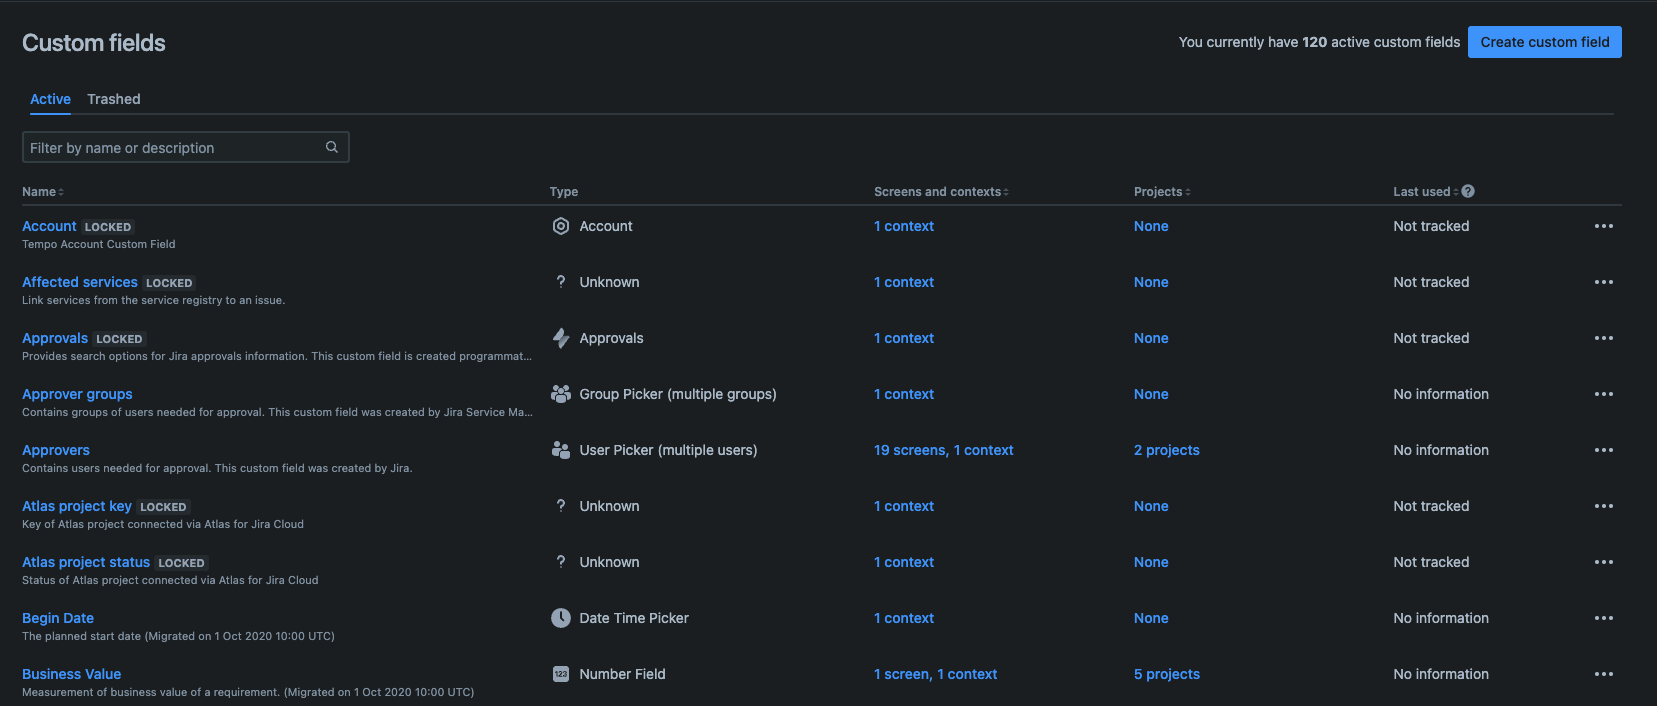 Custom fields
You currently have 120 active custom fields
Create custom field
Active Trashed
Filter by name or description
Name Type Screens and contexts Projects Last used ?
Account LOCKED Account 1 context None Not tracked
Tempo Account Custom Field
Affected services LOCKED ? Unknown 1 context None Not tracked
Link services from the service registry to an issue.
Approvals LOCKED Approvals 1 context None Not tracked
Provides search options for Jira approvals information. This custom field is created programmat...
Approver groups Group Picker (multiple groups) 1 context None No information
Contains groups of users needed for approval. This custom field was created by Jira Service Ma...
Approvers User Picker (multiple users) 19 screens, 1 context 2 projects No information
Contains users needed for approval. This custom field was created by Jira.
Atlas project key LOCKED ? Unknown 1 context None Not tracked
Key of Atlas project connected via Atlas for Jira Cloud
Atlas project status LOCKED ? Unknown 1 context None Not tracked
Status of Atlas project connected via Atlas for Jira Cloud
Begin Date Date Time Picker 1 context None No information
The planned start date (Migrated on 1 Oct 2020 10:00 UTC)
Business Value 123 Number Field 1 screen, 1 context 5 projects No information
Measurement of business value of a requirement. (Migrated on 1 Oct 2020 10:00 UTC)